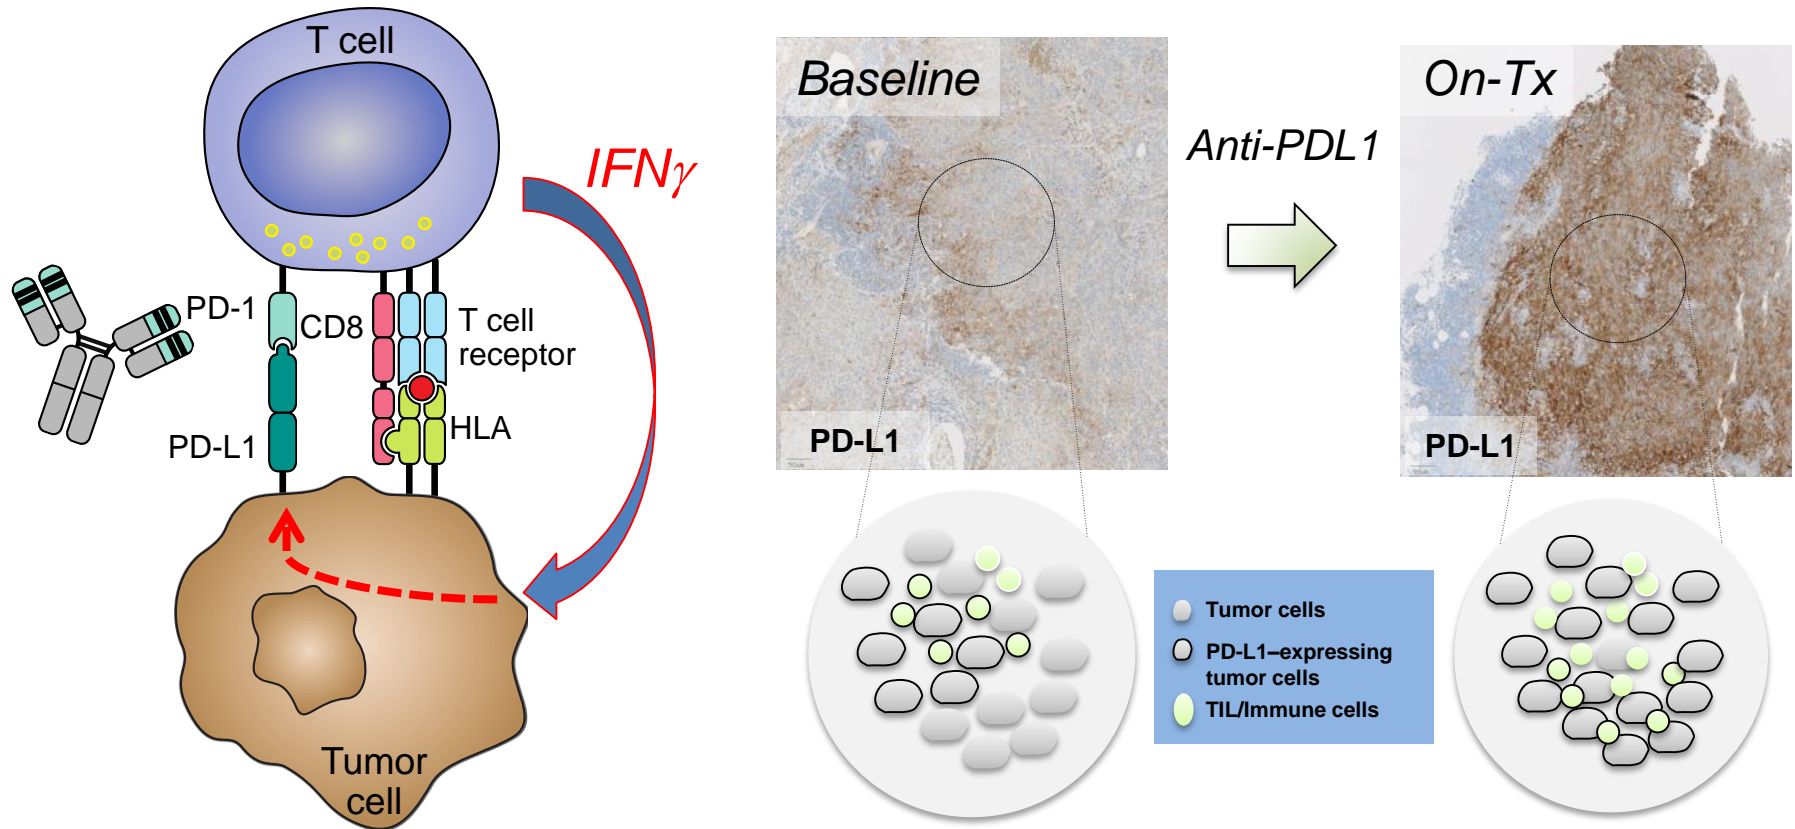 T cell
IFNγ
PD-1
CD8
T cell
receptor
PD-L1
HLA
Tumor
cell
Baseline
PD-L1
Anti-PDL1
On-Tx
PD-L1
Tumor cells
PD-L1–expressing
tumor cells
TIL/Immune cells